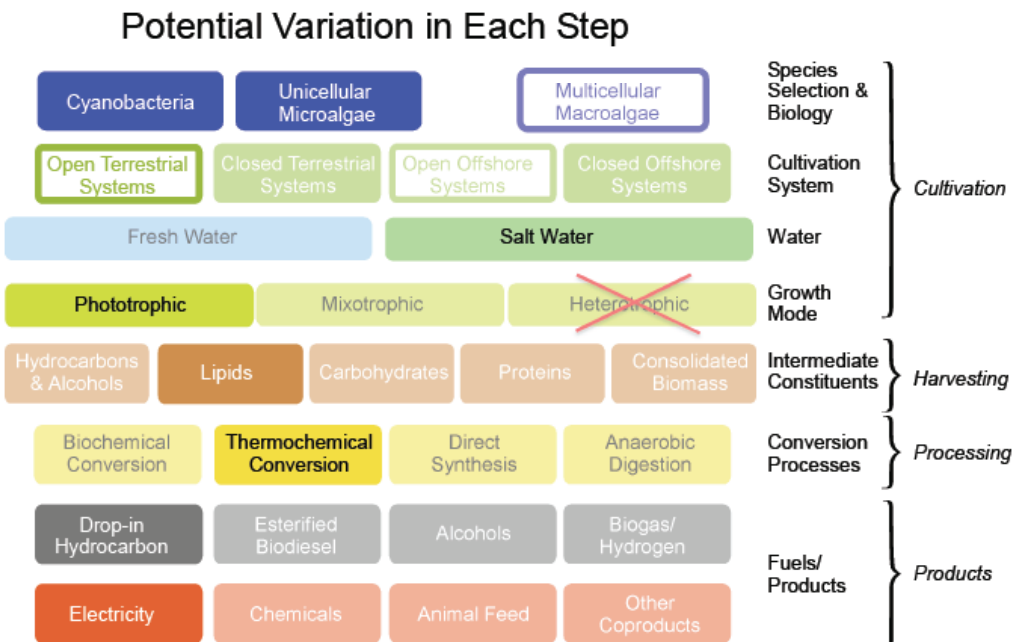 Potential Variation in Each Step
Cyanobacteria
Unicellular
Microalgae
Multicellular
Macroalgae
Species
Selection &
Biology
Open Terrestrial
Systems
Closed Terrestrial
Systems
Open Offshore
Systems
Closed Offshore
Systems
Cultivation
System
Cultivation
Fresh Water
Salt Water
Water
Phototrophic
Mixotrophic
Heterotrophic
Growth
Mode
Hydrocarbons
& Alcohols
Lipids
Carbohydrates
Proteins
Consolidated
Biomass
Intermediate
Constituents
Harvesting
Biochemical
Conversion
Thermochemical
Conversion
Direct
Synthesis
Anaerobic
Digestion
Conversion
Processes
Processing
Drop-in
Hydrocarbon
Esterified
Biodiesel
Alcohols
Biogas/
Hydrogen
Fuels/
Products
Products
Electricity
Chemicals
Animal Feed
Other
Coproducts